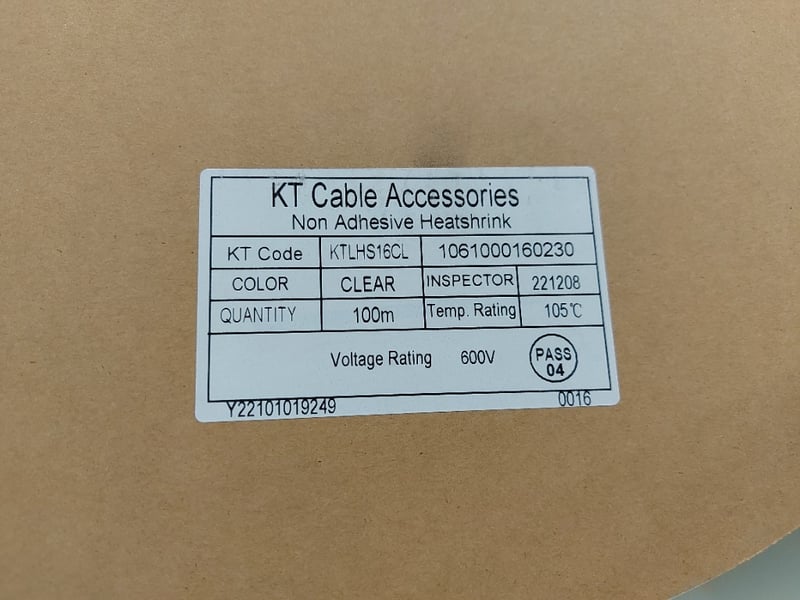 KT Cable Accessories
Non Adhesive Heatshrink
KT Code KTLHS16CL 1061000160230
COLOR CLEAR INSPECTOR 221208
QUANTITY 100m Temp. Rating 105℃
Voltage Rating 600V PASS 04
Y22101019249 0016